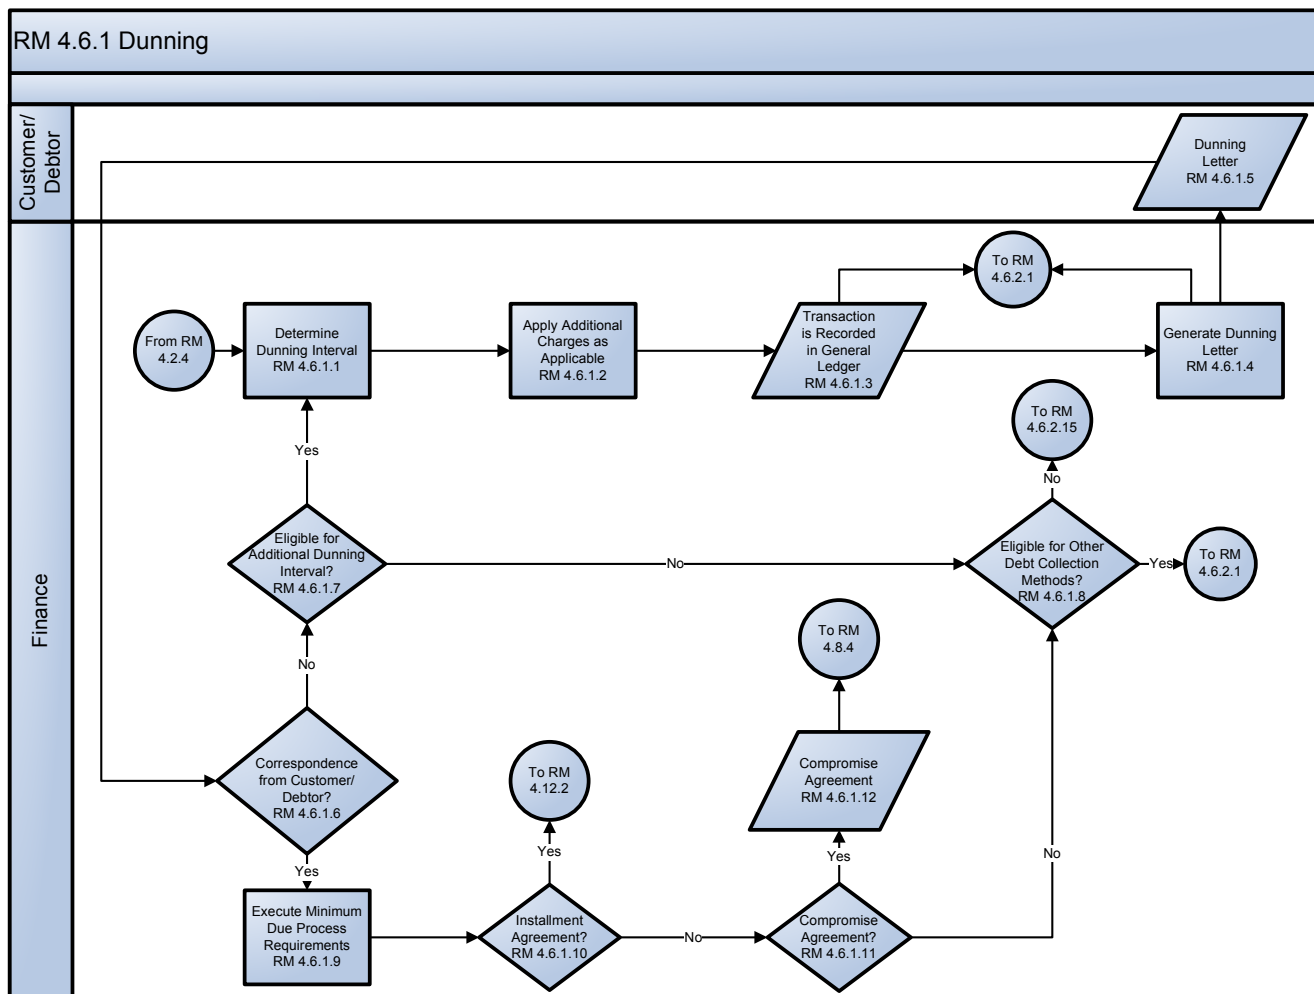 RM 4.6.1 Dunning
Customer/
Debtor
Dunning
Letter
RM 4.6.1.5
Finance
To RM
4.6.2.1
From RM
4.2.4
Determine
Dunning Interval
RM 4.6.1.1
Apply Additional
Charges as
Applicable
RM 4.6.1.2
Transaction
is Recorded
in General
Ledger
RM 4.6.1.3
Generate Dunning
Letter
RM 4.6.1.4
To RM
4.6.2.15
Yes
No
Eligible for
Additional Dunning
Interval?
RM 4.6.1.7
No
Eligible for Other
Debt Collection
Methods?
RM 4.6.1.8
Yes
To RM
4.6.2.1
To RM
4.8.4
No
Correspondence
from Customer/
Debtor?
RM 4.6.1.6
To RM
4.12.2
Compromise
Agreement
RM 4.6.1.12
Yes
Yes
Yes
No
Execute Minimum
Due Process
Requirements
RM 4.6.1.9
Installment
Agreement?
RM 4.6.1.10
No
Compromise
Agreement?
RM 4.6.1.11